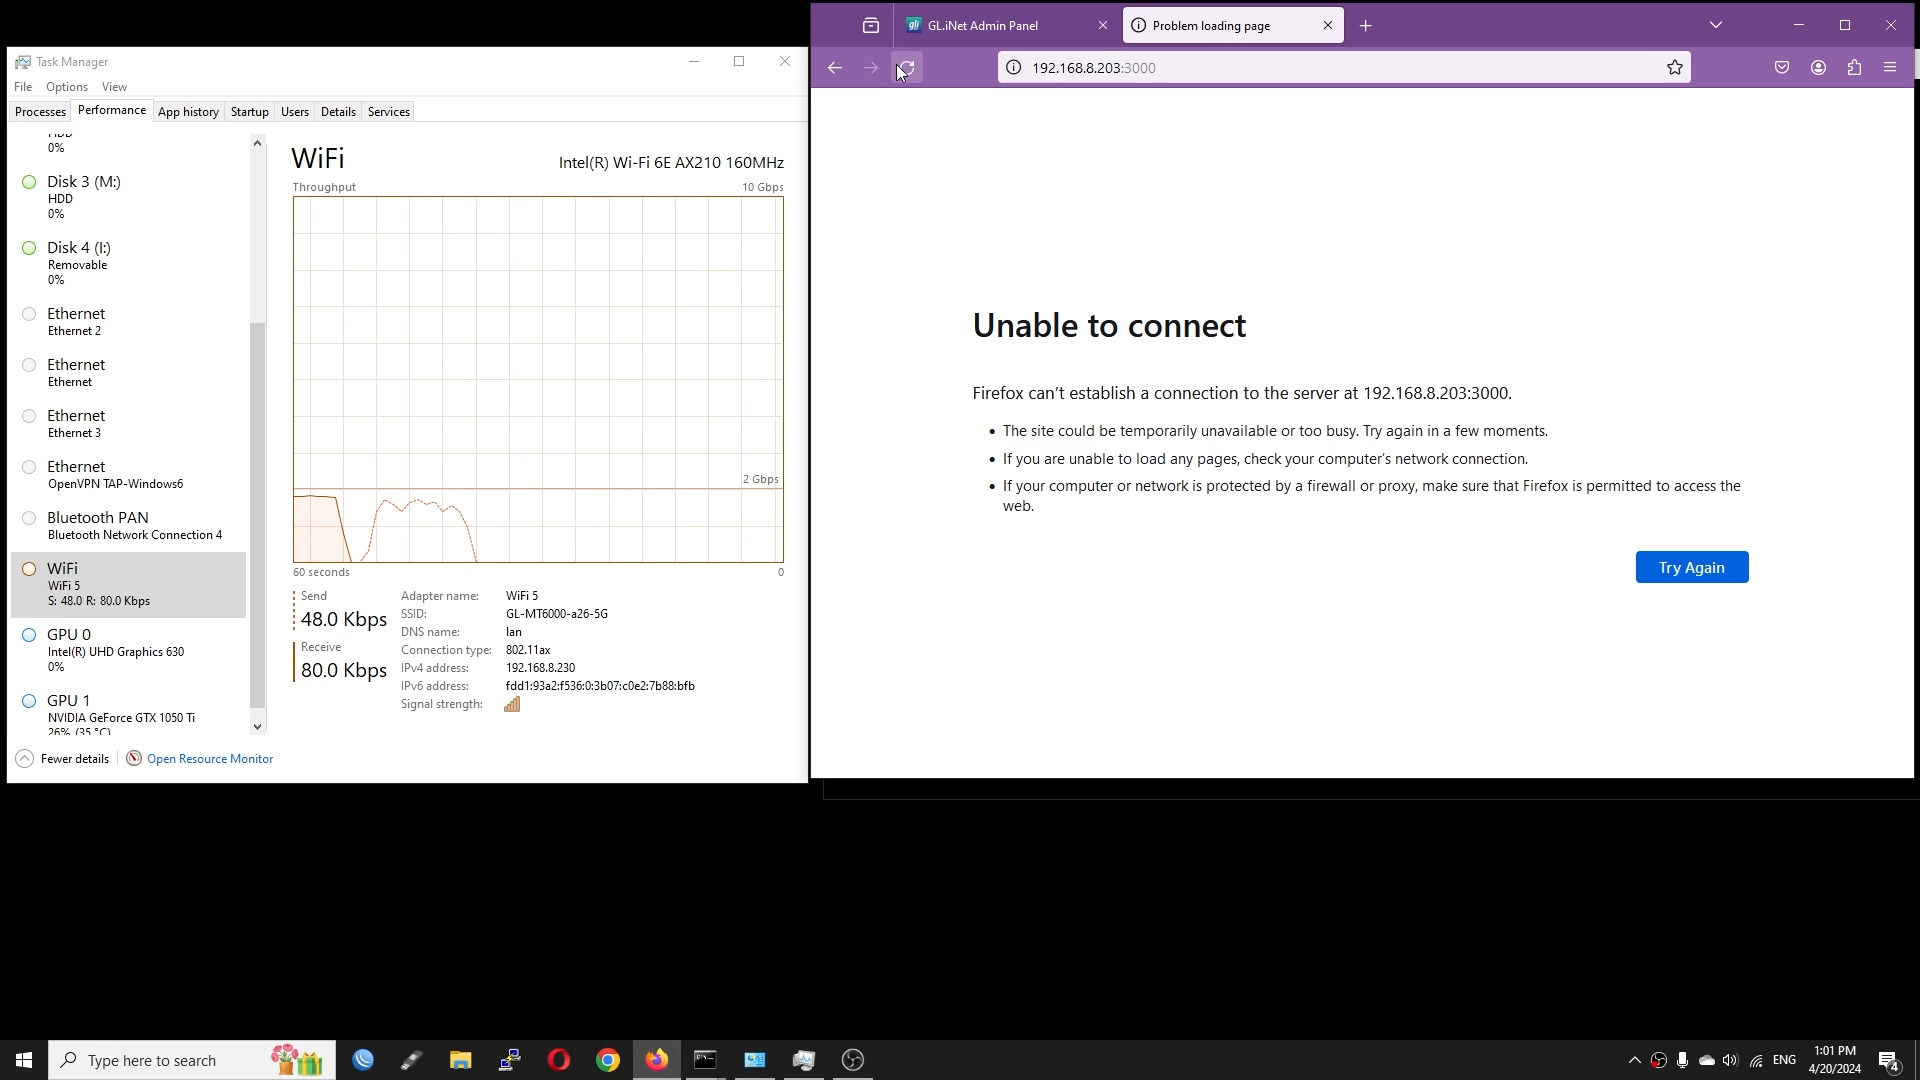 Task Manager
File Options View
Processes Performance App history Startup Users Details Services
HDD
0%
Disk 3 (M:)
HDD
0%
Disk 4 (I:)
Removable
0%
Ethernet
Ethernet 2
Ethernet
Ethernet
Ethernet
Ethernet 3
Ethernet
OpenVPN TAP-Windows6
Bluetooth PAN
Bluetooth Network Connection 4
WiFi
WiFi 5
S: 48.0 R: 80.0 Kbps
GPU 0
Intel(R) UHD Graphics 630
0%
GPU 1
NVIDIA GeForce GTX 1050 Ti
26% (35 °C)
Fewer details Open Resource Monitor
WiFi Intel(R) Wi-Fi 6E AX210 160MHz
Throughput 10 Gbps
2 Gbps
60 seconds 0
Send
48.0 Kbps
Receive
80.0 Kbps
Adapter name: WiFi 5
SSID: GL-MT6000-a26-5G
DNS name: lan
Connection type: 802.11ax
IPv4 address: 192.168.8.230
IPv6 address: fdd1:93a2:f536:0:3b07:c0e2:7b88:bfb
Signal strength:
gli GL.iNet Admin Panel Problem loading page
192.168.8.203:3000
Unable to connect
Firefox can’t establish a connection to the server at 192.168.8.203:3000.
• The site could be temporarily unavailable or too busy. Try again in a few moments.
• If you are unable to load any pages, check your computer’s network connection.
• If your computer or network is protected by a firewall or proxy, make sure that Firefox is permitted to access the
web.
Try Again
Type here to search
ENG
1:01 PM
4/20/2024
4